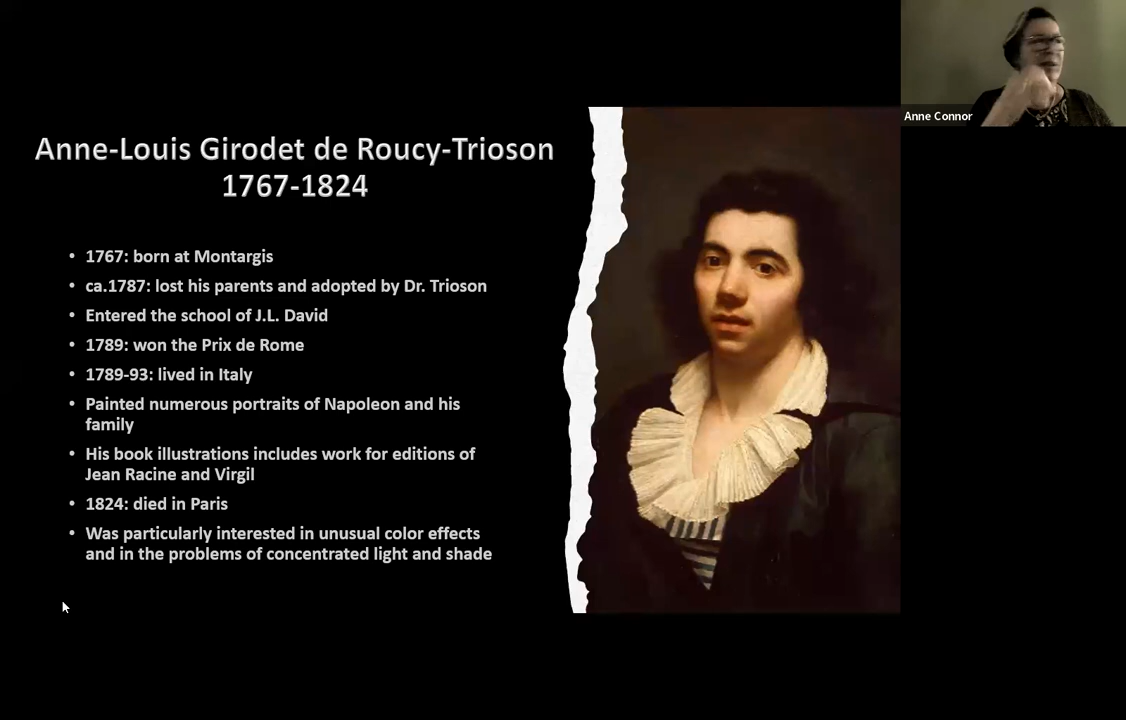 Anne Connor
Anne-Louis Girodet de Roucy-Trioson
1767-1824
• 1767: born at Montargis
• ca.1787: lost his parents and adopted by Dr. Trioson
• Entered the school of J.L. David
• 1789: won the Prix de Rome
• 1789-93: lived in Italy
• Painted numerous portraits of Napoleon and his
family
• His book illustrations includes work for editions of
Jean Racine and Virgil
• 1824: died in Paris
• Was particularly interested in unusual color effects
and in the problems of concentrated light and shade